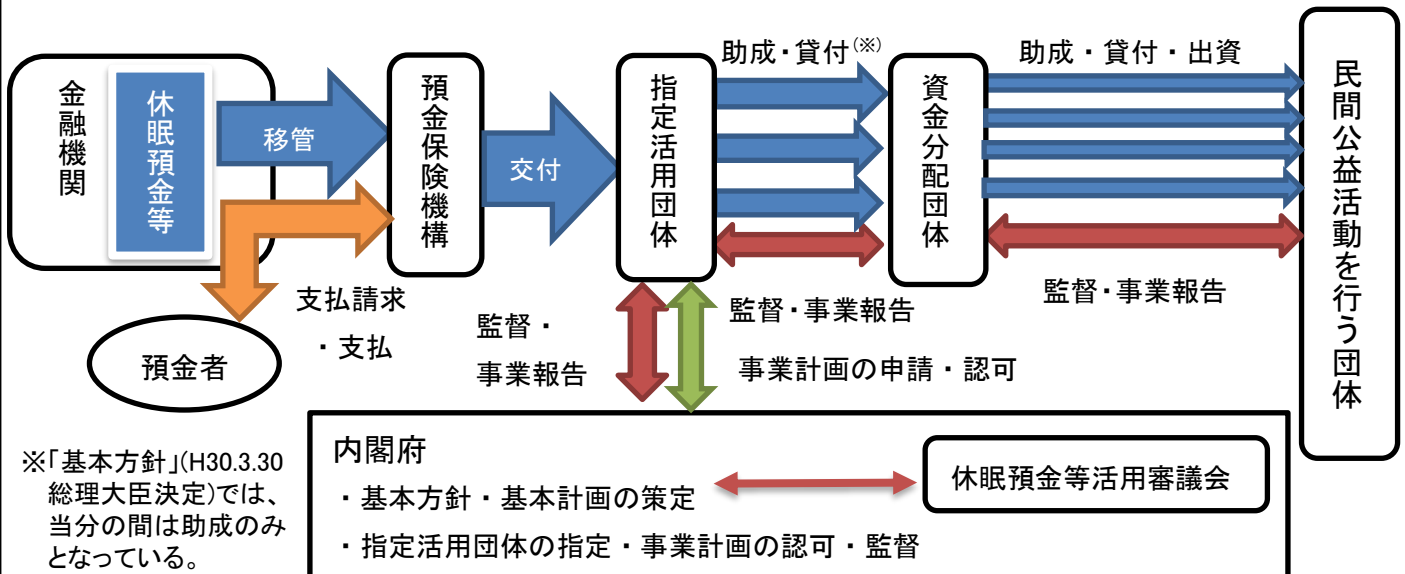 金融機関
休眠預金等
移管
預金保険機構
交付
指定活用団体
助成・貸付(※)
資金分配団体
助成・貸付・出資
民間公益活動を行う団体
支払請求
・支払
預金者
監督・
事業報告
監督・事業報告
事業計画の申請・認可
監督・事業報告
※「基本方針」(H30.3.30
総理大臣決定)では、
当分の間は助成のみ
となっている。
内閣府
・基本方針・基本計画の策定
・指定活用団体の指定・事業計画の認可・監督
休眠預金等活用審議会